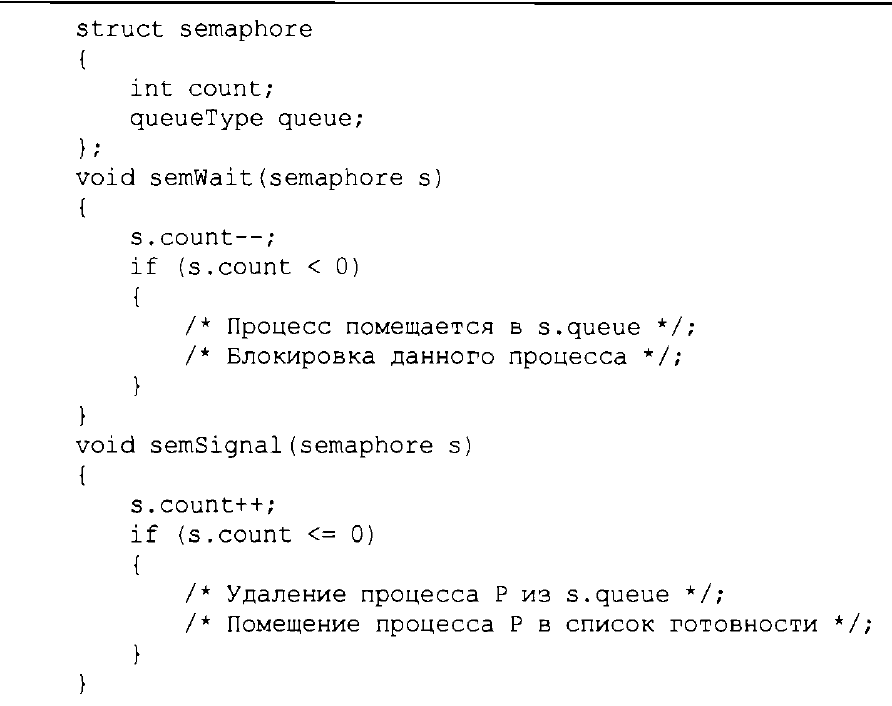 struct semaphore
{
int count;
queueType queue;
};
void semWait(semaphore s)
{
s.count--;
if (s.count < 0)
{
/* Процесс помещается в s.queue */;
/* Блокировка данного процесса */;
}
}
void semSignal(semaphore s)
{
s.count++;
if (s.count <= 0)
{
/* Удаление процесса P из s.queue */;
/* Помещение процесса P в список готовности */;
}
}